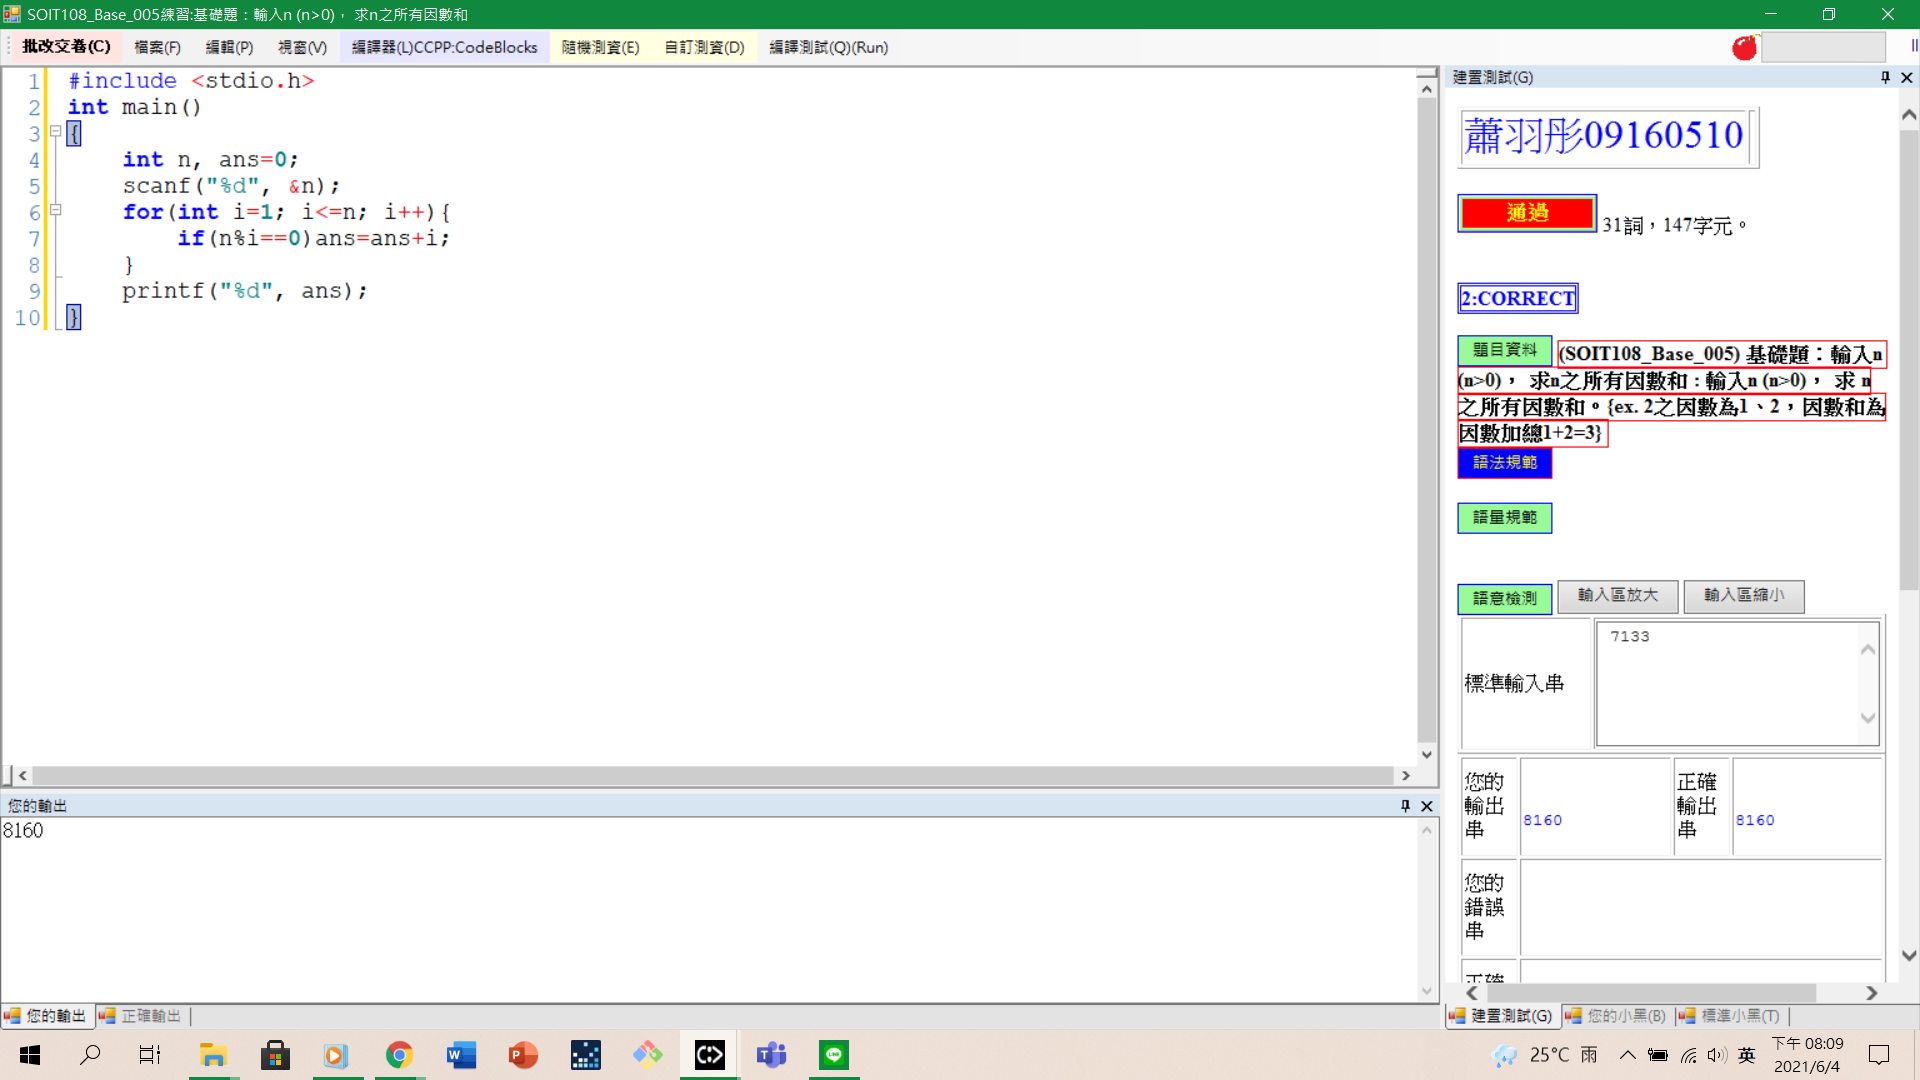 SOIT108_Base_005練習:基礎題：輸入n (n>0)， 求n之所有因數和
批改交卷(C) 檔案(F) 編輯(P) 視窗(V) 編譯器(L)CCPP:CodeBlocks 隨機測資(E) 自訂測資(D) 編譯測試(Q)(Run)
1 #include <stdio.h>
2 int main()
3 {
4 int n, ans=0;
5 scanf("%d", &n);
6 for(int i=1; i<=n; i++){
7 if(n%i==0)ans=ans+i;
8 }
9 printf("%d", ans);
10 }
您的輸出
8160
您的輸出 正確輸出
建置測試(G)
蕭羽彤09160510
通過 31詞，147字元。
2:CORRECT
題目資料 (SOIT108_Base_005) 基礎題：輸入n
(n>0)， 求n之所有因數和 : 輸入n (n>0)， 求 n
之所有因數和。{ex. 2之因數為1、2，因數和為
因數加總1+2=3}
語法規範
語量規範
語意檢測 輸入區放大 輸入區縮小
標準輸入串 7133
您的輸出串 8160 正確輸出串 8160
您的錯誤串
正確
建置測試(G) 您的小黑(B) 標準小黑(T)
25°C 雨 英 下午 08:09
2021/6/4